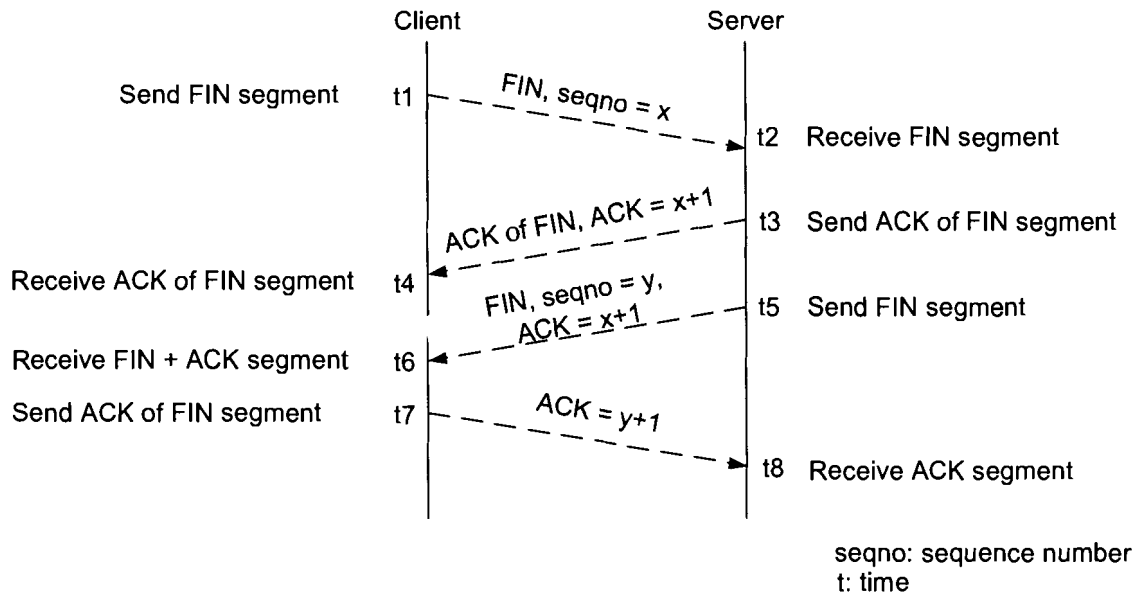 Client
Server
Send FIN segment
t1
FIN, seqno = x
t2
Receive FIN segment
ACK of FIN, ACK = x+1
t3
Send ACK of FIN segment
Receive ACK of FIN segment
t4
FIN, seqno = y,
ACK = x+1
t5
Send FIN segment
Receive FIN + ACK segment
t6
Send ACK of FIN segment
t7
ACK = y+1
t8
Receive ACK segment
seqno: sequence number
t: time